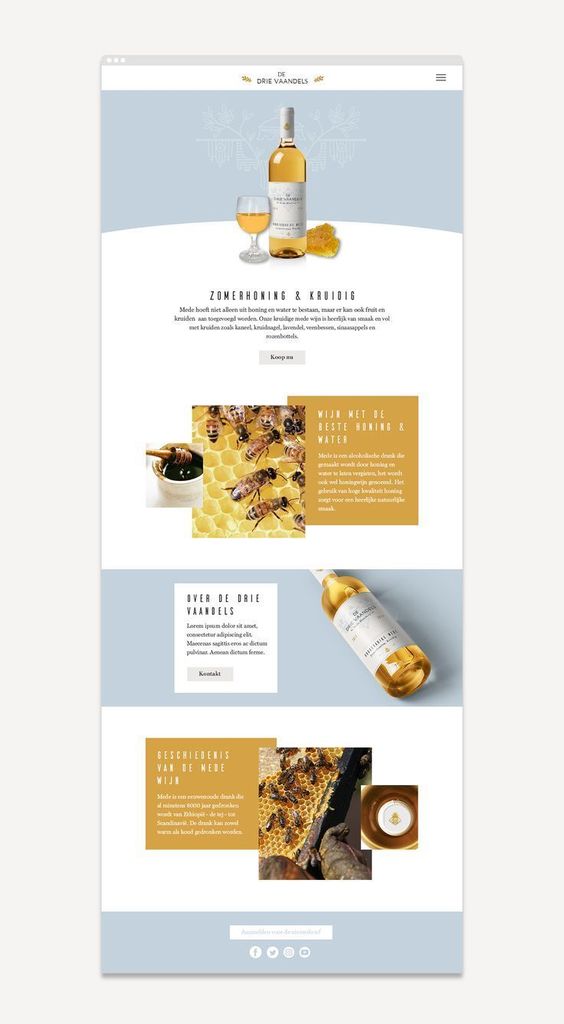 DE
DRIE VAANDELS
DE
DRIE VAANDELS
ZOMERHONING & KRUIDIG
Mede hoeft niet alleen uit honing en water te bestaan, maar er kan ook fruit en
kruiden aan toegevoegd worden. Onze kruidige mede wijn is heerlijk van smaak en vol
met kruiden zoals kaneel, kruidnagel, lavendel, veenbessen, sinaasappels en
rozenbottels.
Koop nu
WIJN MET DE
BESTE HONING &
WATER
Mede is een alcoholische drank die
gemaakt wordt door honing en
water te laten vergisten, het wordt
ook wel honingwijn genoemd. Het
gebruik van hoge kwaliteit honing
zorgt voor een heerlijke natuurlijke
smaak.
OVER DE DRIE
VAANDELS
Lorem ipsum dolor sit amet,
consectetur adipiscing elit.
Maecenas sagittis eros ac dictum
pulvinar. Aenean dictum ferme.
Kontakt
DE
DRIE VAANDELS
GESCHIEDENIS
VAN DE MEDE
WIJN
Mede is een eeuwenoude drank die
al minstens 8000 jaar gedronken
wordt van Ethiopië - de tej - tot
Scandinavië. De drank kan zowel
warm als koud gedronken worden.